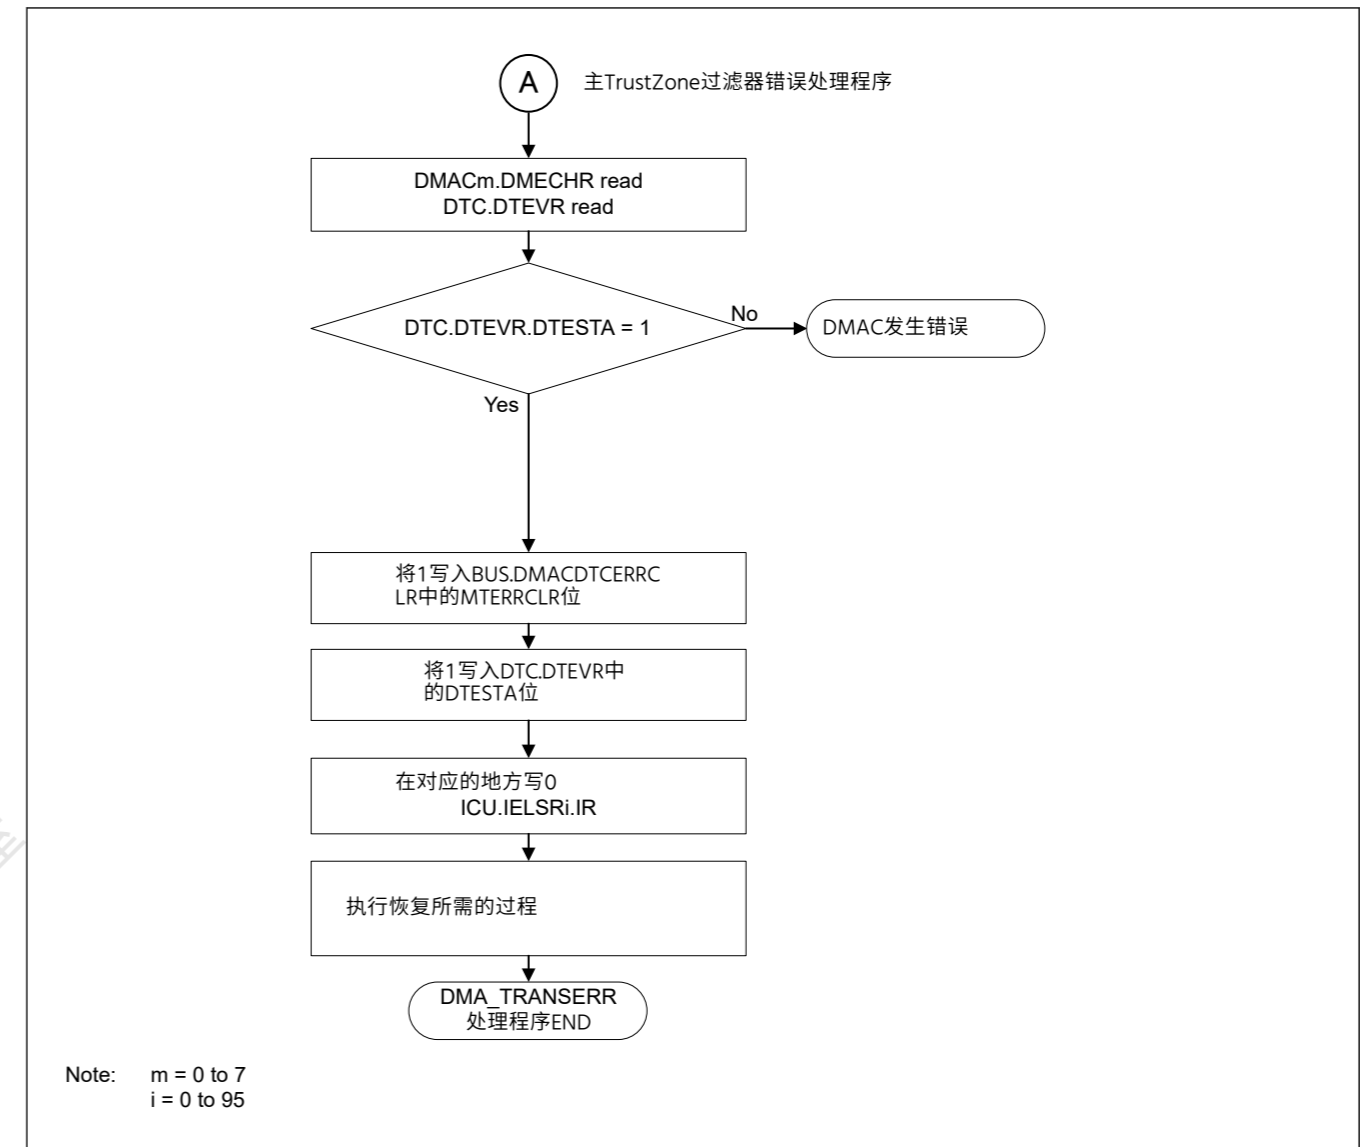 A
主TrustZone过滤器错误处理程序
DMACm.DMECHR read
DTC.DTEVR read
DTC.DTEVR.DTESTA = 1
No
DMAC发生错误
Yes
将1写入BUS.DMACDTCERRC
LR中的MTERRCLR位
将1写入DTC.DTEVR中
的DTESTA位
在对应的地方写0
ICU.IELSRi.IR
执行恢复所需的过程
DMA_TRANSERR
处理程序END
Note: m = 0 to 7
i = 0 to 95